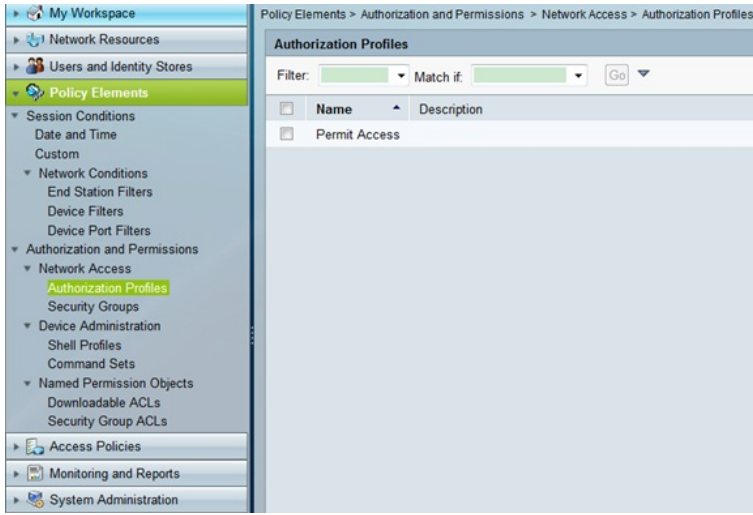 My Workspace
Network Resources
Users and Identity Stores
Policy Elements
Session Conditions
Date and Time
Custom
Network Conditions
End Station Filters
Device Filters
Device Port Filters
Authorization and Permissions
Network Access
Authorization Profiles
Security Groups
Device Administration
Shell Profiles
Command Sets
Named Permission Objects
Downloadable ACLs
Security Group ACLs
Access Policies
Monitoring and Reports
System Administration
Policy Elements > Authorization and Permissions > Network Access > Authorization Profiles
Authorization Profiles
Filter: Match if: Go
Name Description
Permit Access